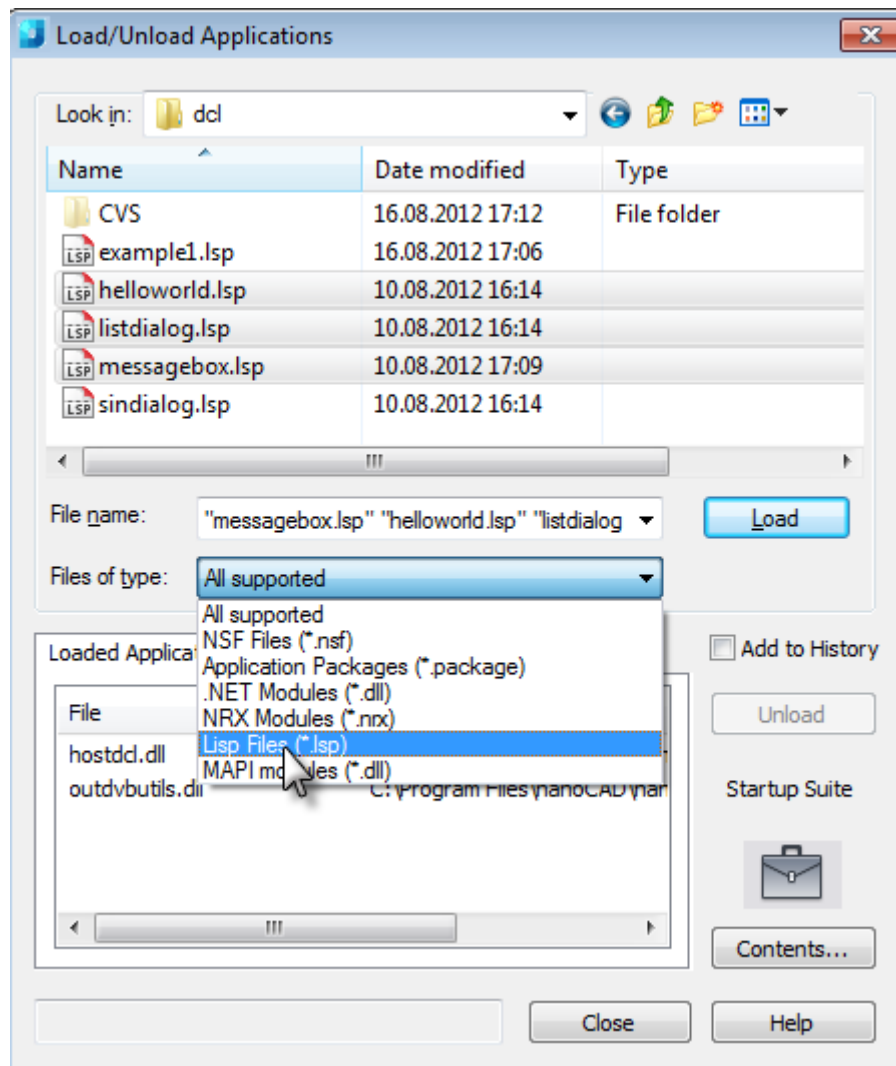 Load/Unload Applications
Look in: dcl
Name Date modified Type
CVS 16.08.2012 17:12 File folder
LSP example1.lsp 16.08.2012 17:06
LSP helloworld.lsp 10.08.2012 16:14
LSP listdialog.lsp 10.08.2012 16:14
LSP messagebox.lsp 10.08.2012 17:09
LSP sindialog.lsp 10.08.2012 16:14
File name: "messagebox.lsp" "helloworld.lsp" "listdialog Load
Files of type: All supported
All supported
NSF Files (*.nsf)
Loaded Applica Add to History
Application Packages (*.package)
.NET Modules (*.dll)
File NRX Modules (*.nrx) Unload
Lisp Files (*.lsp)
hostdcl.dll
MAPI modules (*.dll)
outdvbutils.dll C:\Program Files\nanoCAD\nan Startup Suite
Contents...
Close Help